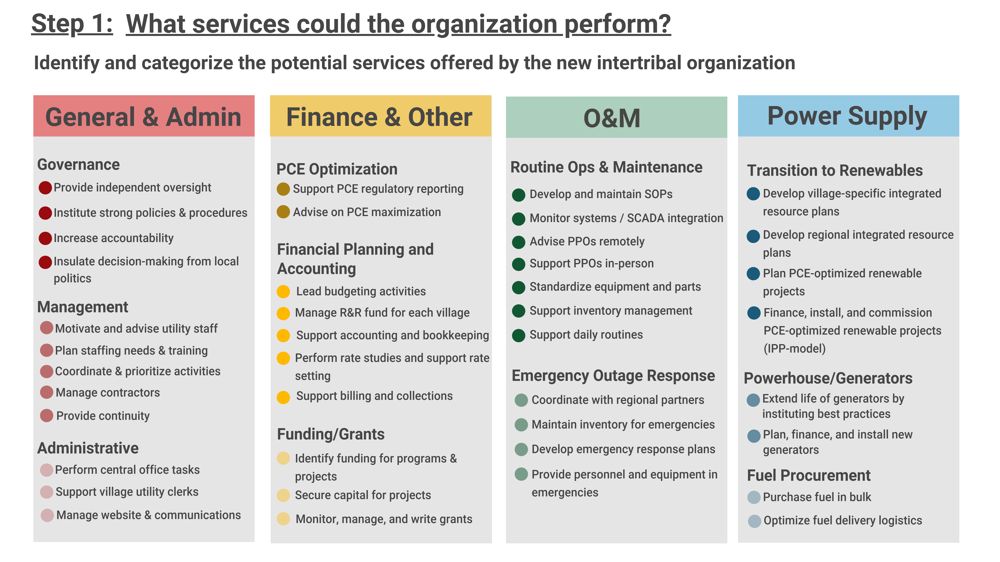 Step 1: What services could the organization perform?
Identify and categorize the potential services offered by the new intertribal organization
General & Admin
Governance
Provide independent oversight
Institute strong policies & procedures
Increase accountability
Insulate decision-making from local
politics
Management
Motivate and advise utility staff
Plan staffing needs & training
Coordinate & prioritize activities
Manage contractors
Provide continuity
Administrative
Perform central office tasks
Support village utility clerks
Manage website & communications
Finance & Other
PCE Optimization
Support PCE regulatory reporting
Advise on PCE maximization
Financial Planning and
Accounting
Lead budgeting activities
Manage R&R fund for each village
Support accounting and bookkeeping
Perform rate studies and support rate
setting
Support billing and collections
Funding/Grants
Identify funding for programs &
projects
Secure capital for projects
Monitor, manage, and write grants
O&M
Routine Ops & Maintenance
Develop and maintain SOPs
Monitor systems / SCADA integration
Advise PPOs remotely
Support PPOs in-person
Standardize equipment and parts
Support inventory management
Support daily routines
Emergency Outage Response
Coordinate with regional partners
Maintain inventory for emergencies
Develop emergency response plans
Provide personnel and equipment in
emergencies
Power Supply
Transition to Renewables
Develop village-specific integrated
resource plans
Develop regional integrated resource
plans
Plan PCE-optimized renewable
projects
Finance, install, and commission
PCE-optimized renewable projects
(IPP-model)
Powerhouse/Generators
Extend life of generators by
instituting best practices
Plan, finance, and install new
generators
Fuel Procurement
Purchase fuel in bulk
Optimize fuel delivery logistics